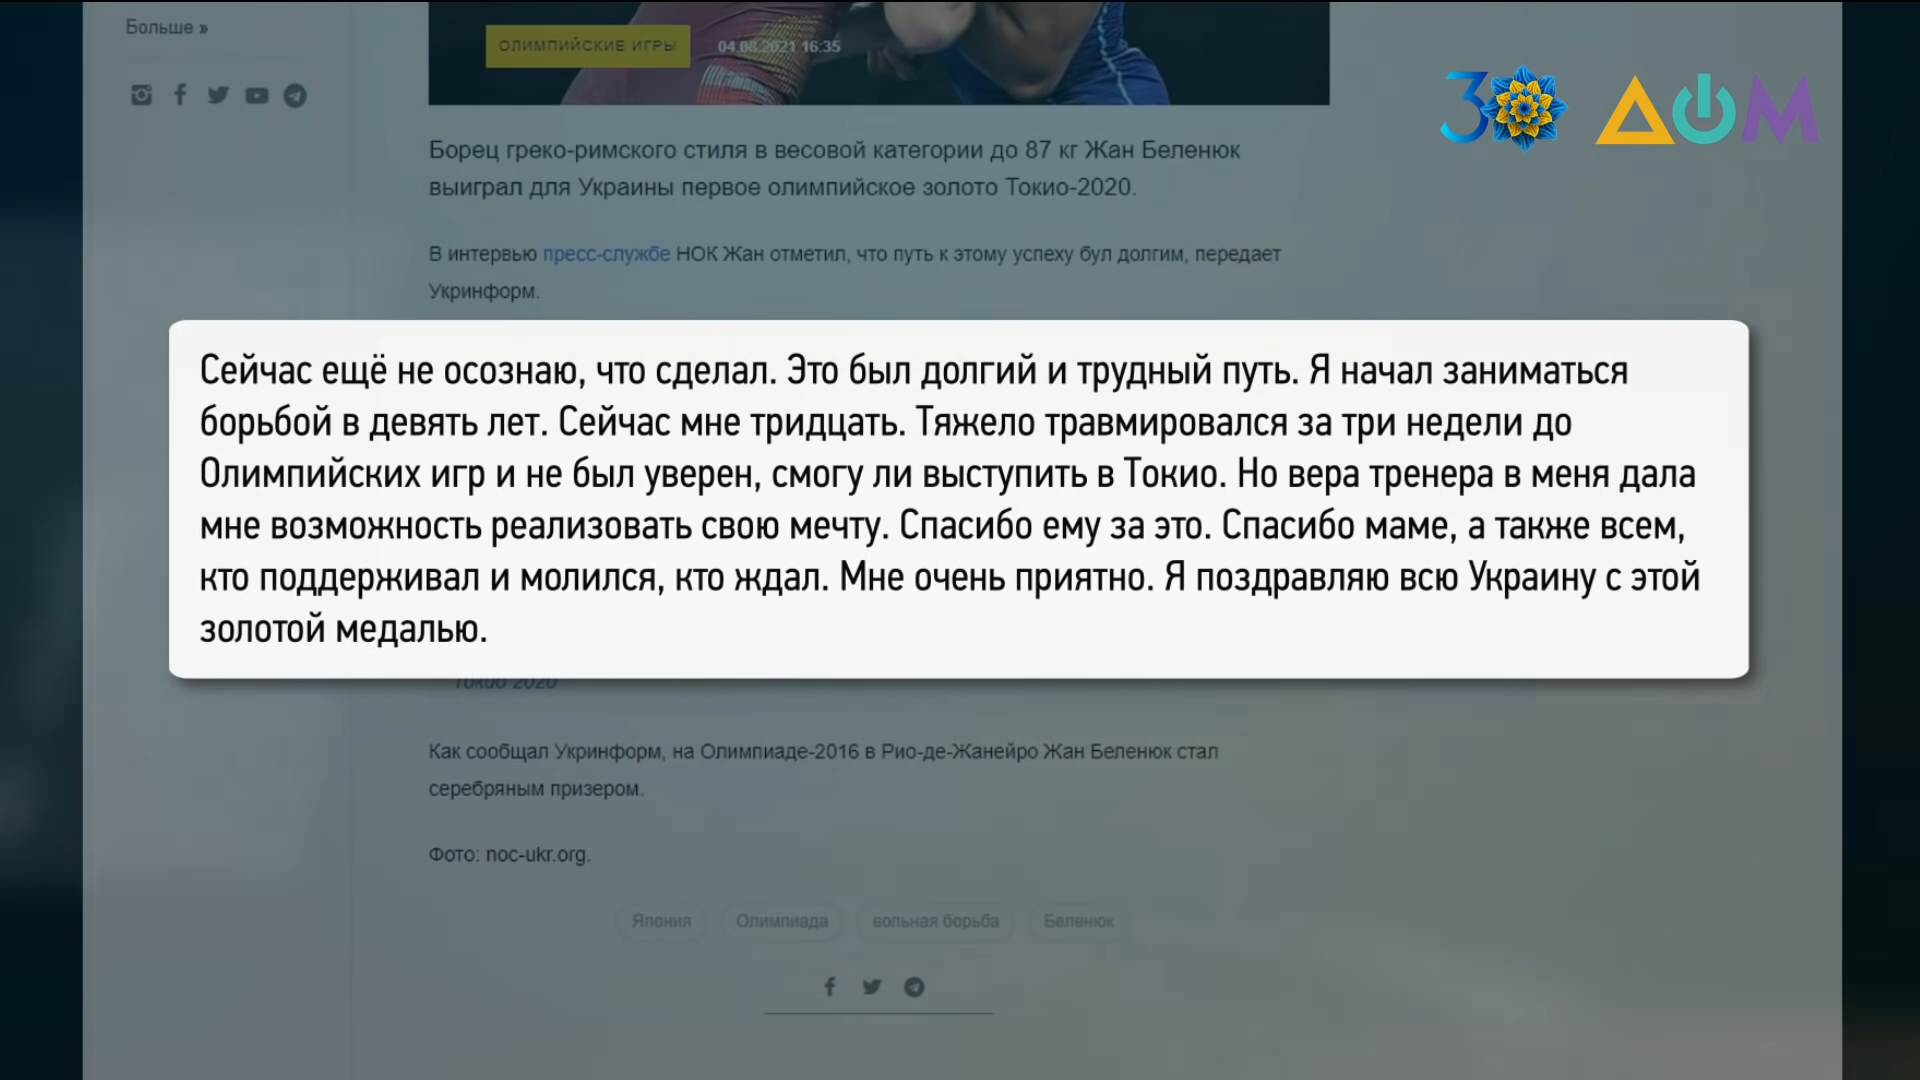 Больше »
ОЛИМПИЙСКИЕ ИГРЫ
04.08.2021 16:35
30
ДОМ
Борец греко-римского стиля в весовой категории до 87 кг Жан Беленюк
выиграл для Украины первое олимпийское золото Токио-2020.
В интервью пресс-службе НОК Жан отметил, что путь к этому успеху бул долгим, передает
Укринформ.
Сейчас ещё не осознаю, что сделал. Это был долгий и трудный путь. Я начал заниматься
борьбой в девять лет. Сейчас мне тридцать. Тяжело травмировался за три недели до
Олимпийских игр и не был уверен, смогу ли выступить в Токио. Но вера тренера в меня дала
мне возможность реализовать свою мечту. Спасибо ему за это. Спасибо маме, а также всем,
кто поддерживал и молился, кто ждал. Мне очень приятно. Я поздравляю всю Украину с этой
золотой медалью.
Токио 2020
Как сообщал Укринформ, на Олимпиаде-2016 в Рио-де-Жанейро Жан Беленюк стал
серебряным призером.
Фото: noc-ukr.org.
Япония
Олимпиада
вольная борьба
Беленюк